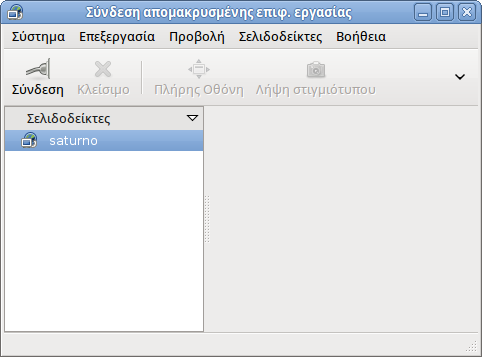 Σύνδεση απομακρυσμένης επιφ. εργασίας
Σύστημα Επεξεργασία Προβολή Σελιδοδείκτες Βοήθεια
Σύνδεση Κλείσιμο Πλήρης Οθόνη Λήψη στιγμιότυπου
Σελιδοδείκτες
saturno